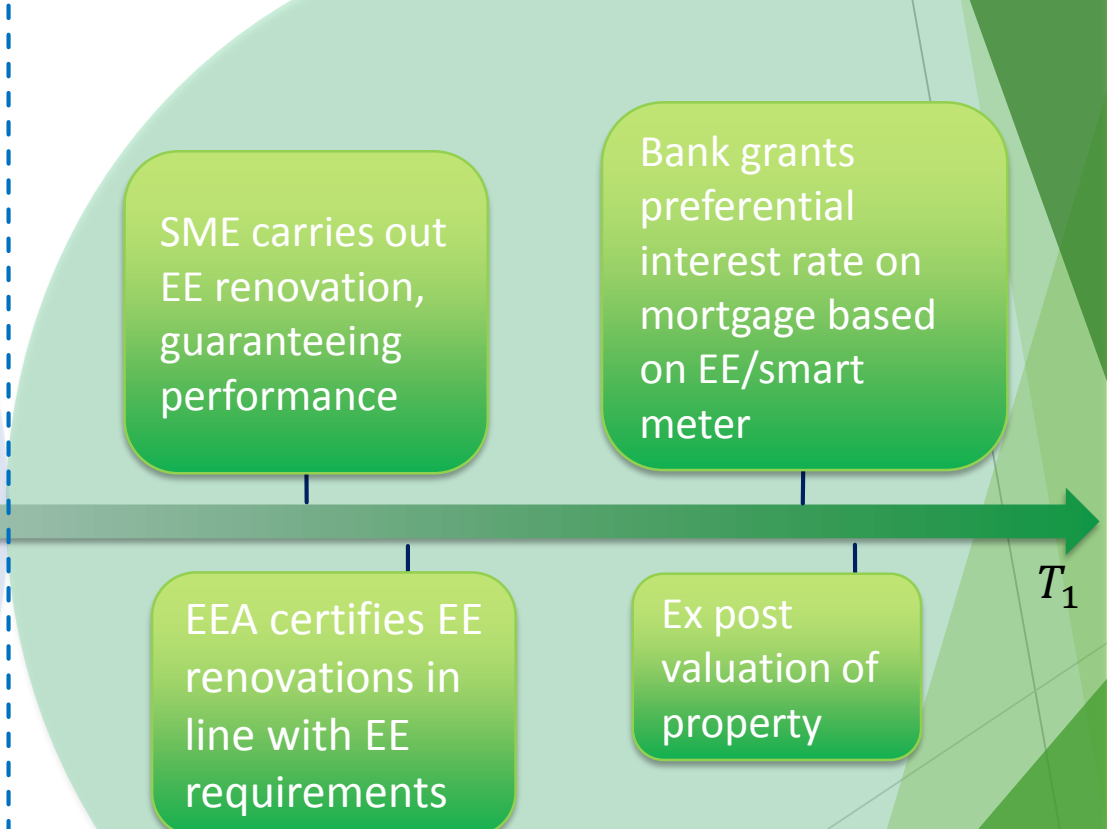 SME carries out
EE renovation,
guaranteeing
performance
Bank grants
preferential
interest rate on
mortgage based
on EE/smart
meter
T₁
EEA certifies EE
renovations in
line with EE
requirements
Ex post
valuation of
property